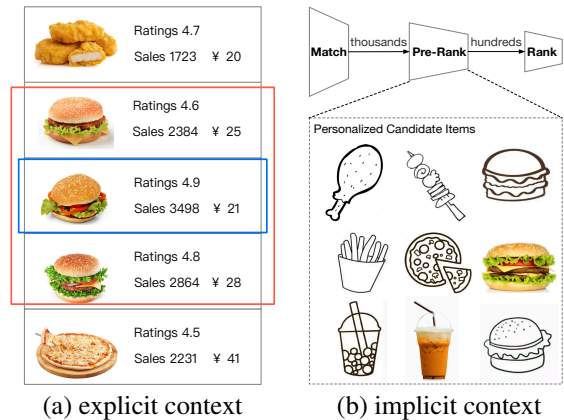 Ratings 4.7
Sales 1723 ¥ 20
Ratings 4.6
Sales 2384 ¥ 25
Ratings 4.9
Sales 3498 ¥ 21
Ratings 4.8
Sales 2864 ¥ 28
Ratings 4.5
Sales 2231 ¥ 41
(a) explicit context
Match thousands Pre-Rank hundreds Rank
Personalized Candidate Items
(b) implicit context